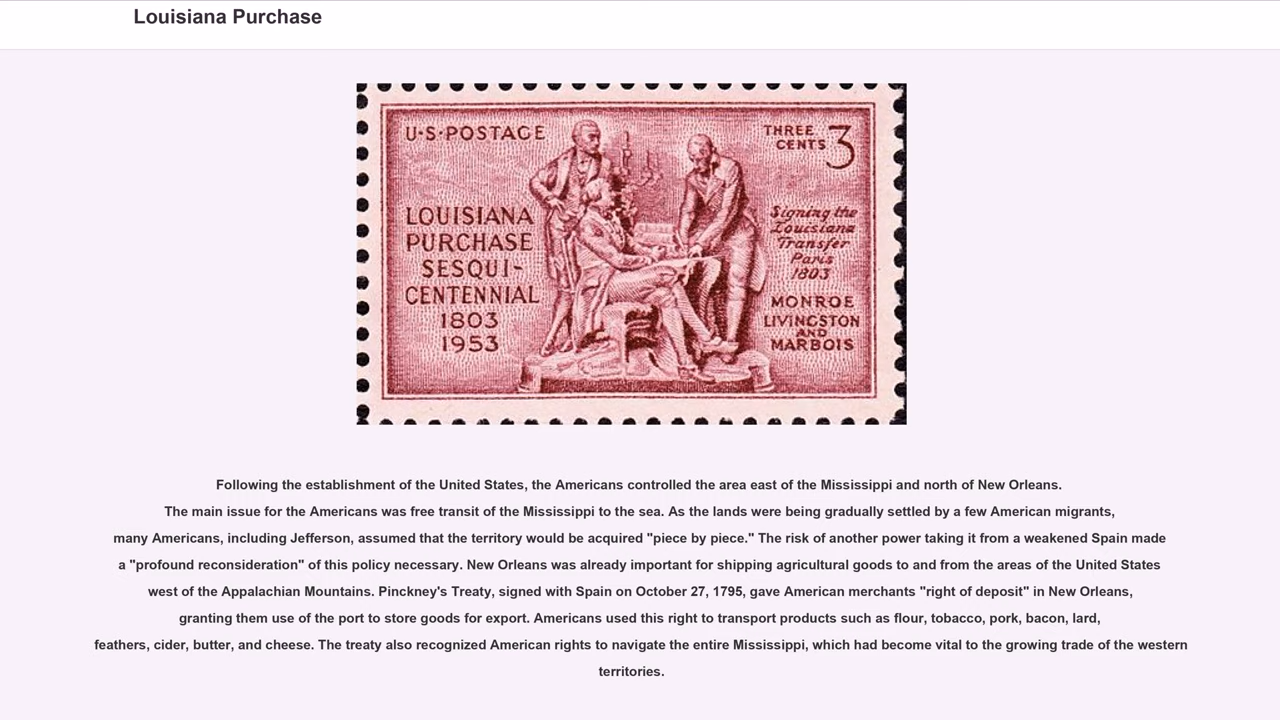 Louisiana Purchase
U·S·POSTAGE
THREE
CENTS
3
LOUISIANA
PURCHASE
SESQUI-
CENTENNIAL
1803
1953
Signing the
Louisiana
Transfer
Paris
1803
MONROE
LIVINGSTON
AND
MARBOIS
Following the establishment of the United States, the Americans controlled the area east of the Mississippi and north of New Orleans.
The main issue for the Americans was free transit of the Mississippi to the sea. As the lands were being gradually settled by a few American migrants,
many Americans, including Jefferson, assumed that the territory would be acquired "piece by piece." The risk of another power taking it from a weakened Spain made
a "profound reconsideration" of this policy necessary. New Orleans was already important for shipping agricultural goods to and from the areas of the United States
west of the Appalachian Mountains. Pinckney's Treaty, signed with Spain on October 27, 1795, gave American merchants "right of deposit" in New Orleans,
granting them use of the port to store goods for export. Americans used this right to transport products such as flour, tobacco, pork, bacon, lard,
feathers, cider, butter, and cheese. The treaty also recognized American rights to navigate the entire Mississippi, which had become vital to the growing trade of the western
territories.